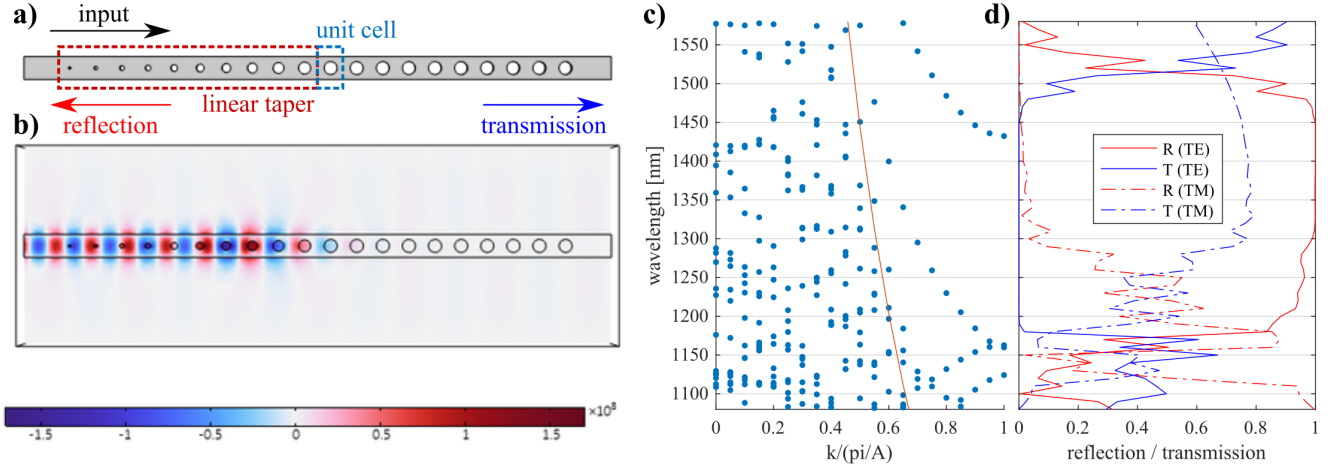 a)
input
unit cell
linear taper
reflection
transmission
b)
×10⁸
-1.5
-1
-0.5
0
0.5
1
1.5
c)
wavelength [nm]
1550
1500
1450
1400
1350
1300
1250
1200
1150
1100
0
0.2
0.4
0.6
0.8
1
k/(pi/A)
d)
R (TE)
T (TE)
R (TM)
T (TM)
0
0.2
0.4
0.6
0.8
1
reflection / transmission